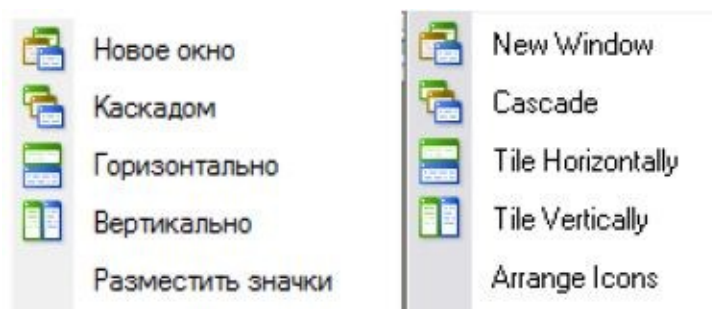 Новое окно
Каскадом
Горизонтально
Вертикально
Разместить значки
New Window
Cascade
Tile Horizontally
Tile Vertically
Arrange Icons